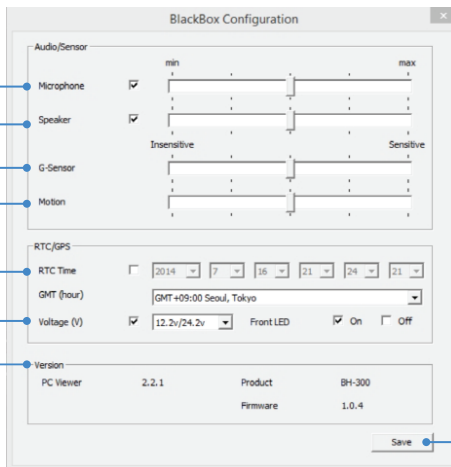 BlackBox Configuration
Audio/Sensor
min max
Microphone
Speaker
Insensitive Sensitive
G-Sensor
Motion
RTC/GPS
RTC Time 2014 7 16 21 24 21
GMT (hour) GMT+09:00 Seoul, Tokyo
Voltage (V) 12.2v/24.2v Front LED On Off
Version
PC Viewer 2.2.1 Product BH-300
Firmware 1.0.4
Save